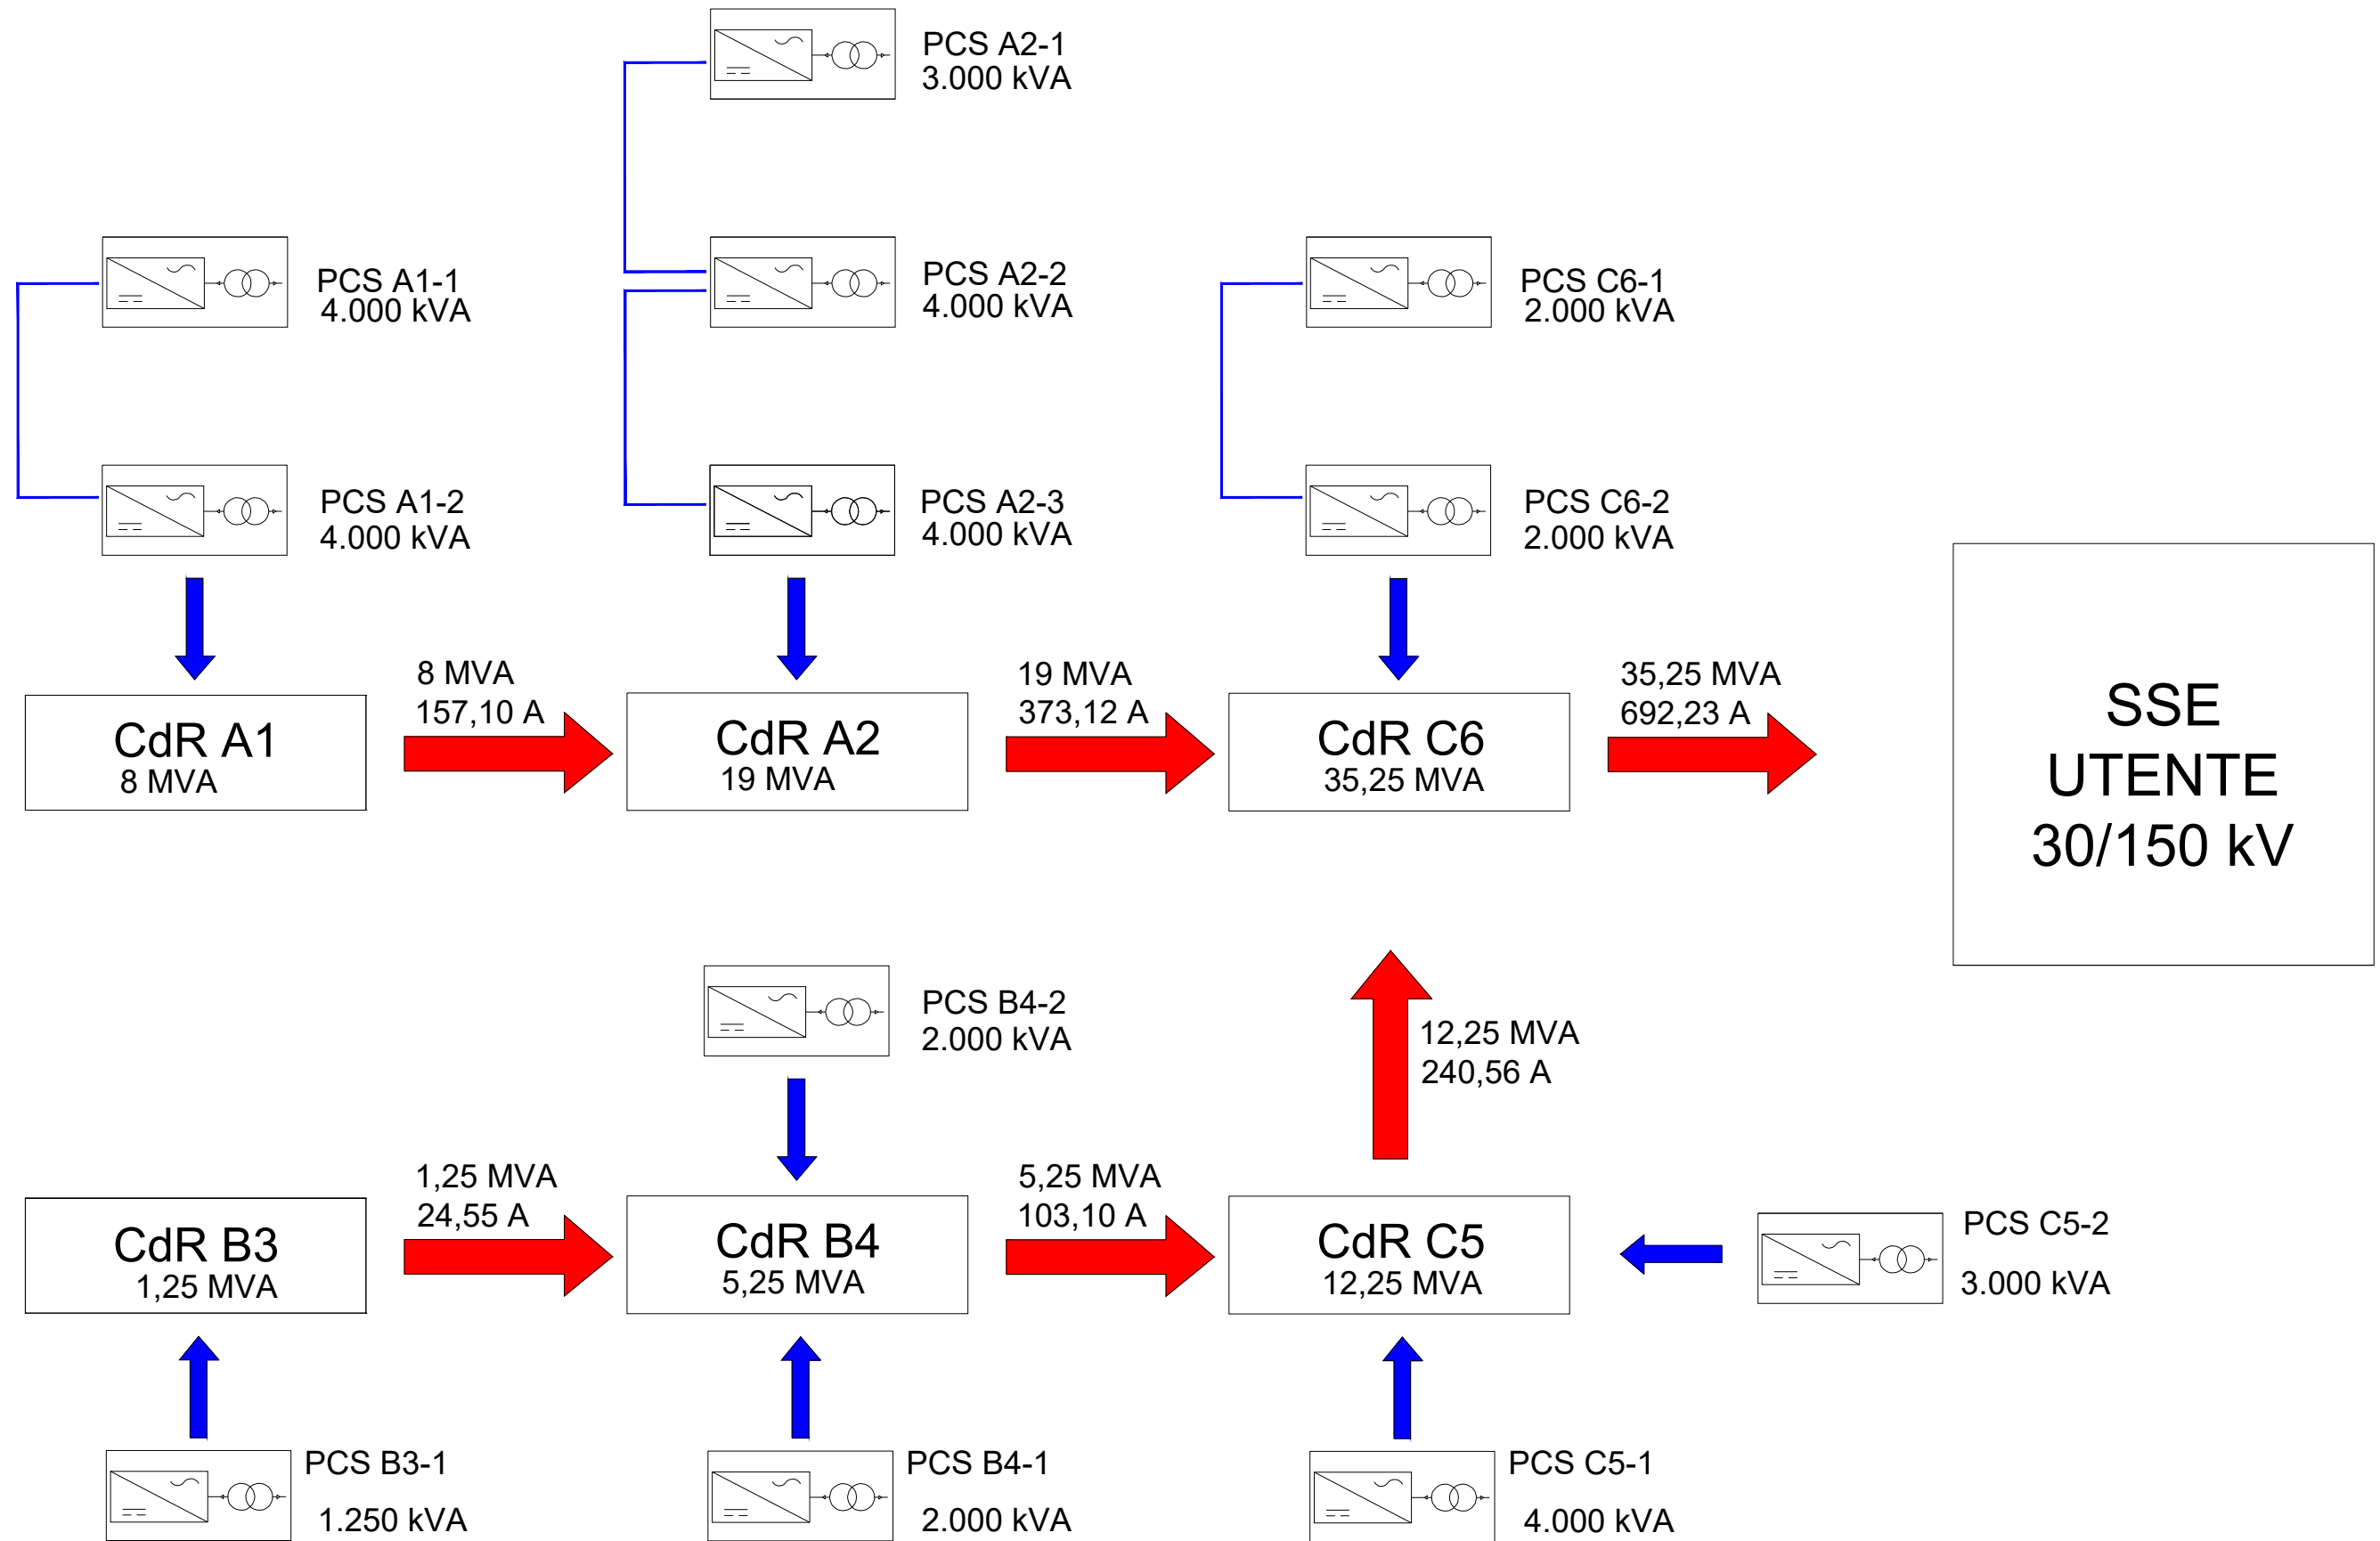 PCS A2-1
3.000 kVA
PCS A1-1
4.000 kVA
PCS A2-2
4.000 kVA
PCS C6-1
2.000 kVA
PCS A1-2
4.000 kVA
PCS A2-3
4.000 kVA
PCS C6-2
2.000 kVA
8 MVA
157,10 A
19 MVA
373,12 A
35,25 MVA
692,23 A
CdR A1
8 MVA
CdR A2
19 MVA
CdR C6
35,25 MVA
SSE
UTENTE
30/150 kV
PCS B4-2
2.000 kVA
12,25 MVA
240,56 A
1,25 MVA
24,55 A
5,25 MVA
103,10 A
CdR B3
1,25 MVA
CdR B4
5,25 MVA
CdR C5
12,25 MVA
PCS C5-2
3.000 kVA
PCS B3-1
1.250 kVA
PCS B4-1
2.000 kVA
PCS C5-1
4.000 kVA